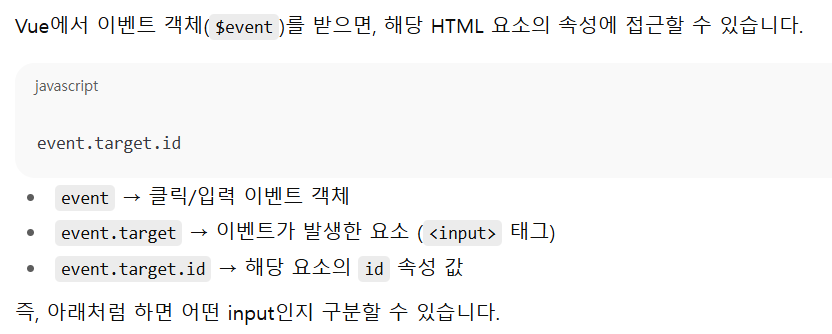 Vue에서 이벤트 객체($event)를 받으면, 해당 HTML 요소의 속성에 접근할 수 있습니다.
javascript
event.target.id
• event → 클릭/입력 이벤트 객체
• event.target → 이벤트가 발생한 요소 (<input> 태그)
• event.target.id → 해당 요소의 id 속성 값
즉, 아래처럼 하면 어떤 input인지 구분할 수 있습니다.